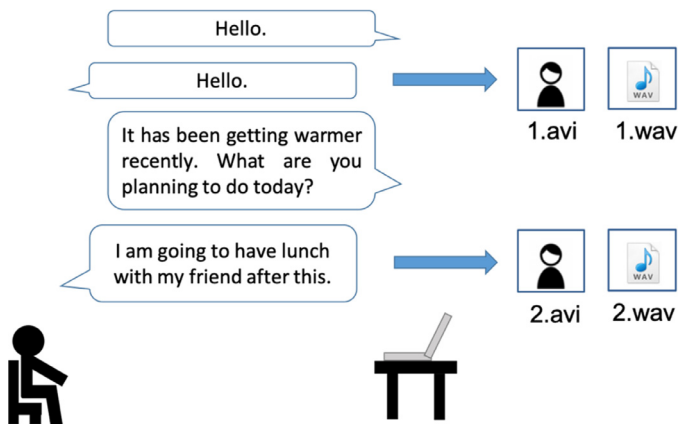 Hello.
Hello.
WAV
WAV
1.avi
1.wav
It has been getting warmer
recently. What are you
planning to do today?
I am going to have lunch
with my friend after this.
WAV
2.avi
2.wav